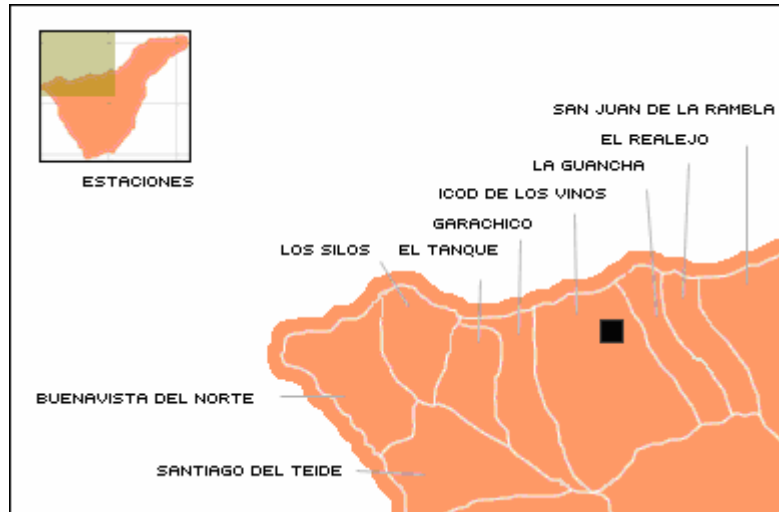 SAN JUAN DE LA RAMBLA
EL REALEJO
LA GUANCHA
ESTACIONES
ICOD DE LOS VINOS
GARACHICO
LOS SILOS
EL TANQUE
BUENAVISTA DEL NORTE
SANTIAGO DEL TEIDE